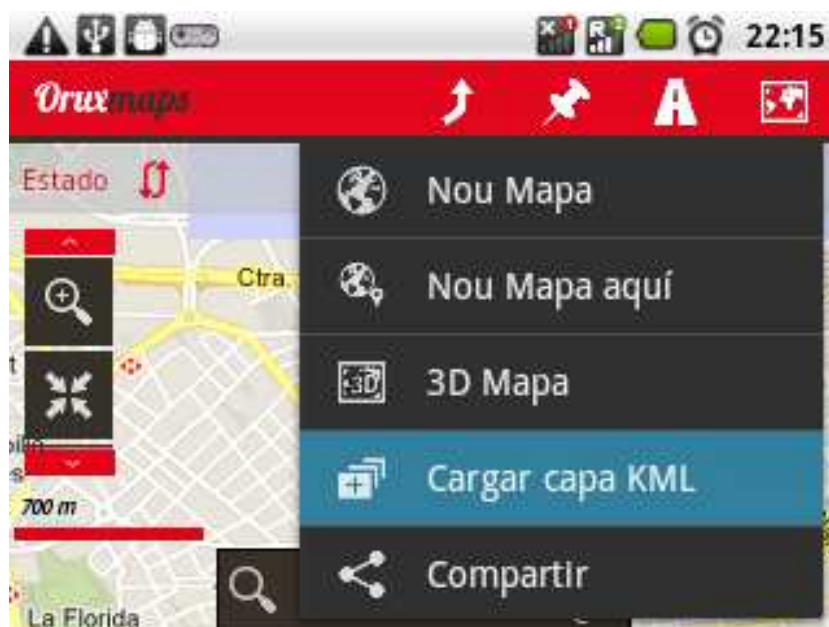 22:15
Oruxmaps
Estado
Nou Mapa
Ctra.
Nou Mapa aquí
3D
3D Mapa
Cargar capa KML
700 m
Compartir
La Florida